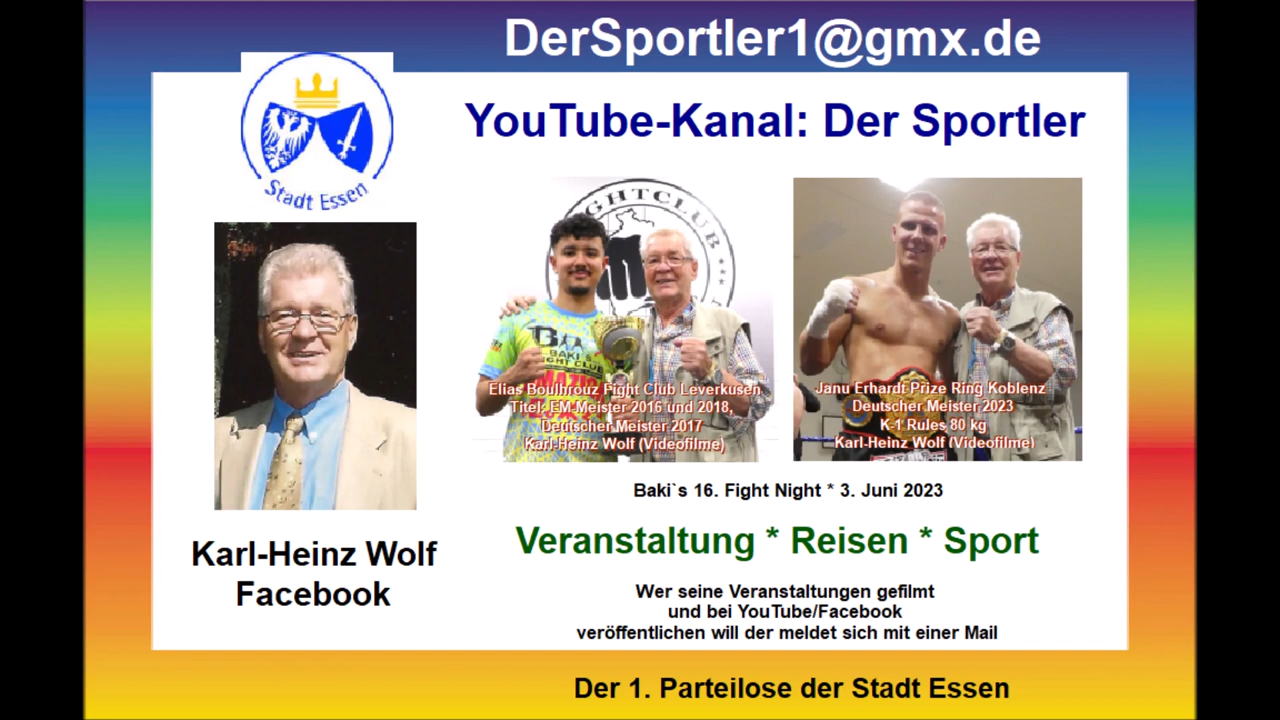 DerSportler1@gmx.de
YouTube-Kanal: Der Sportler
Stadt Essen
FIGHTCLUB
BAKI'S
FIGHT CLUB
Elias Boulhrouz Fight Club Leverkusen
Titel: EM-Meister 2016 und 2018,
Deutscher Meister 2017
Karl-Heinz Wolf (Videofilme)
Janu Erhardt Prize Ring Koblenz
Deutscher Meister 2023
K-1 Rules 80 kg
Karl-Heinz Wolf (Videofilme)
Baki`s 16. Fight Night * 3. Juni 2023
Karl-Heinz Wolf
Facebook
Veranstaltung * Reisen * Sport
Wer seine Veranstaltungen gefilmt
und bei YouTube/Facebook
veröffentlichen will der meldet sich mit einer Mail
Der 1. Parteilose der Stadt Essen